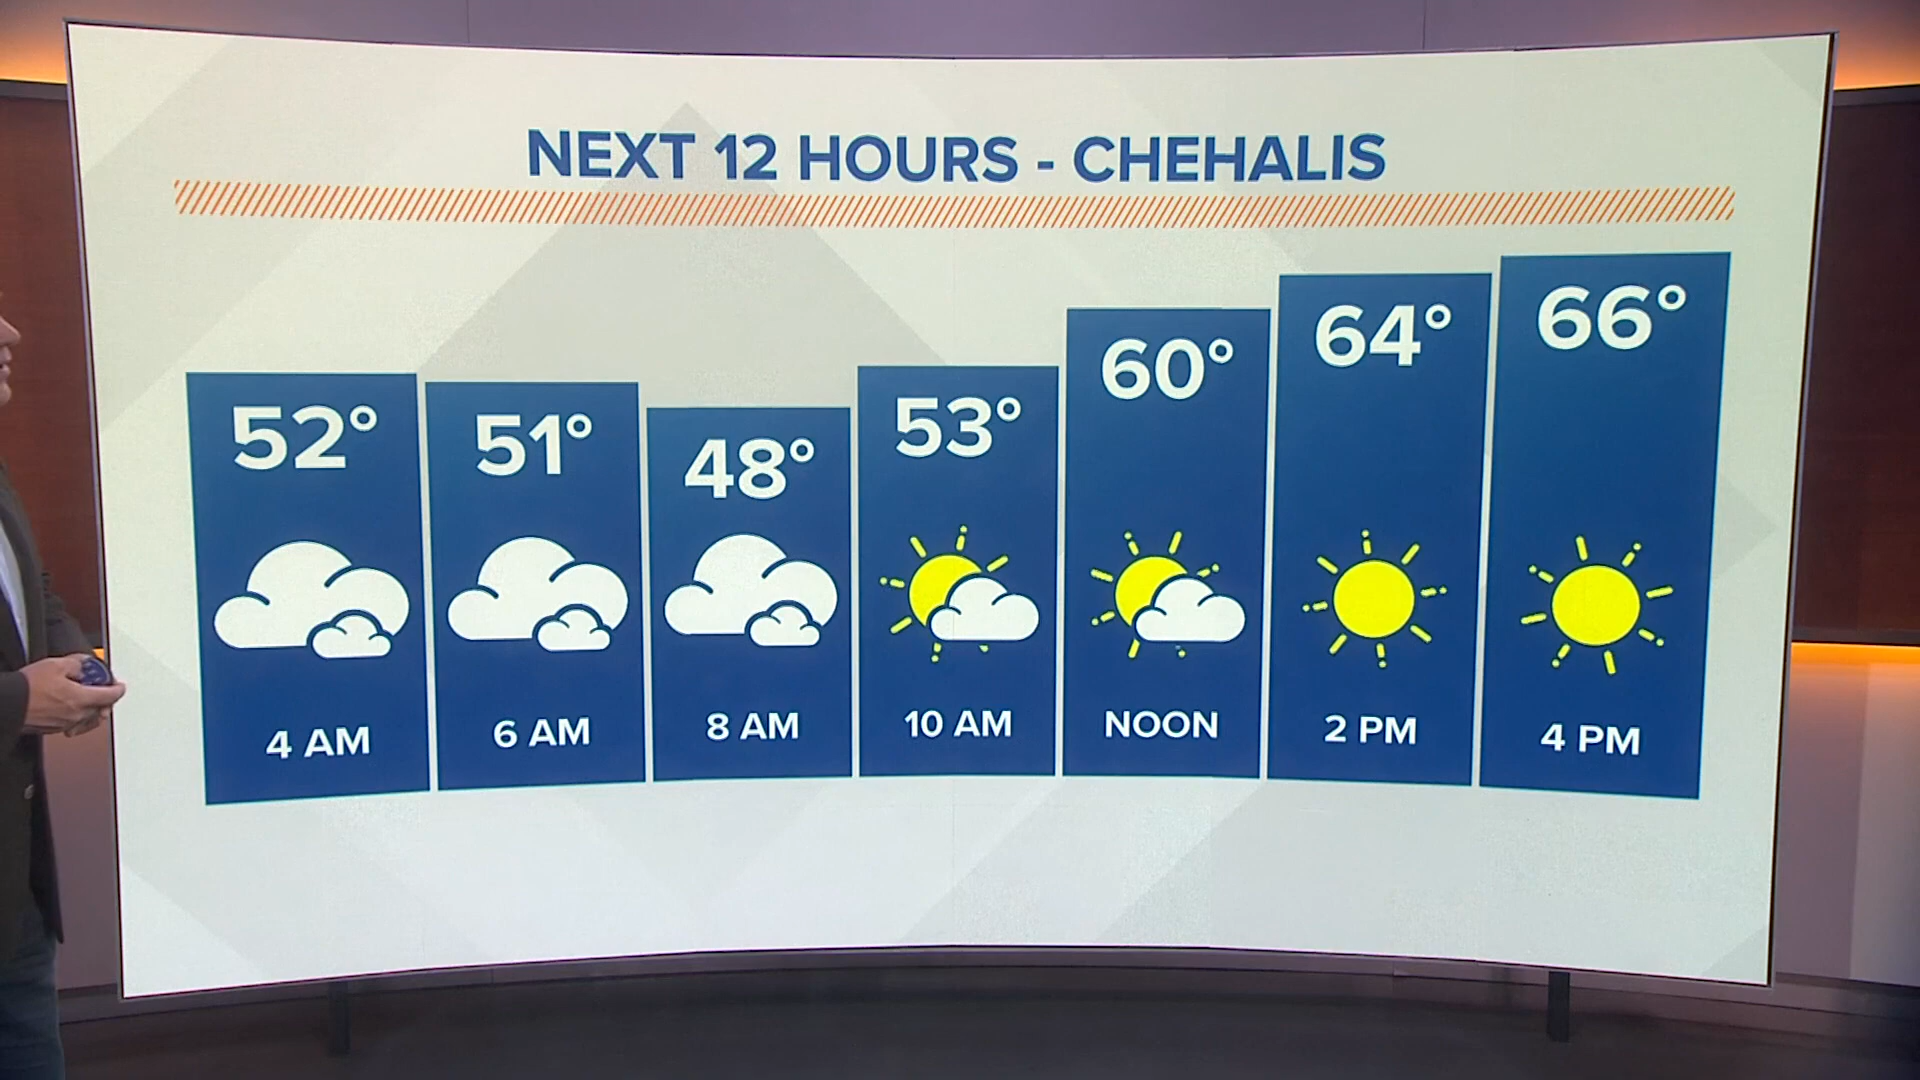 NEXT 12 HOURS - CHEHALIS
52° 51° 48° 53° 60° 64° 66°
4 AM 6 AM 8 AM 10 AM NOON 2 PM 4 PM